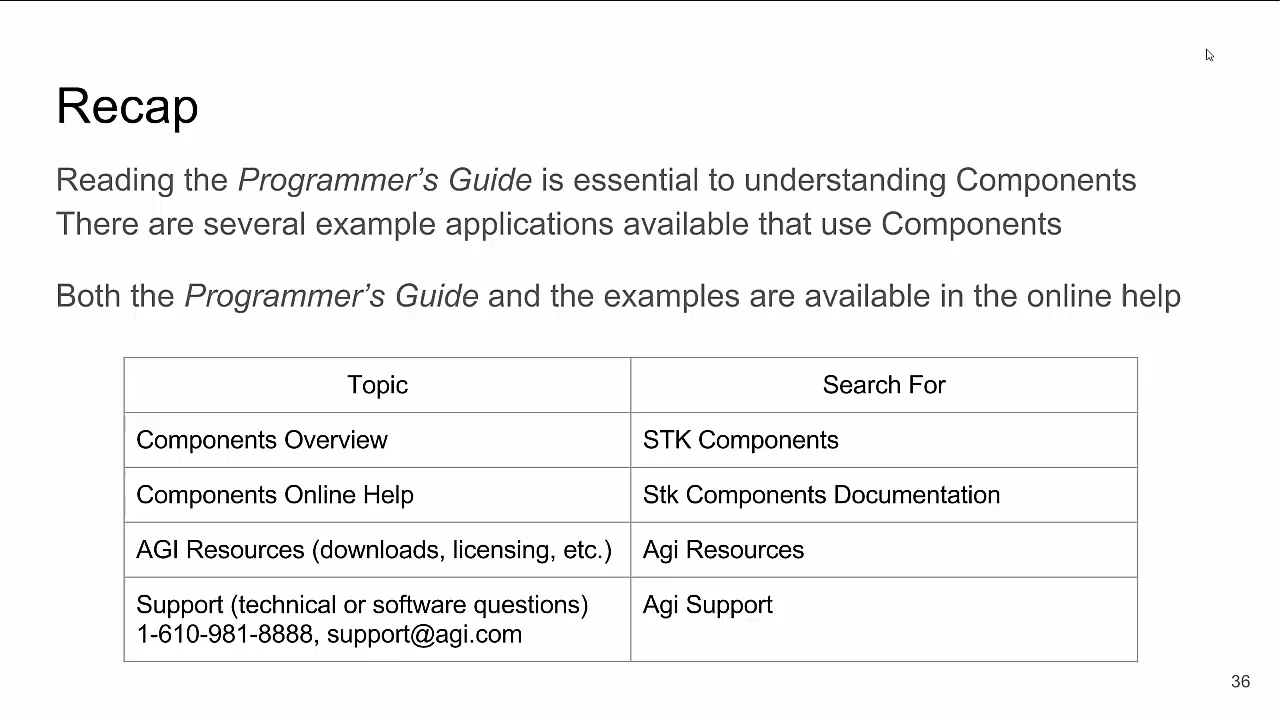 Recap
Reading the Programmer's Guide is essential to understanding Components
There are several example applications available that use Components
Both the Programmer's Guide and the examples are available in the online help
Topic
Search For
Components Overview
STK Components
Components Online Help
Stk Components Documentation
AGI Resources (downloads, licensing, etc.)
Agi Resources
Support (technical or software questions)
1-610-981-8888, support@agi.com
Agi Support
36